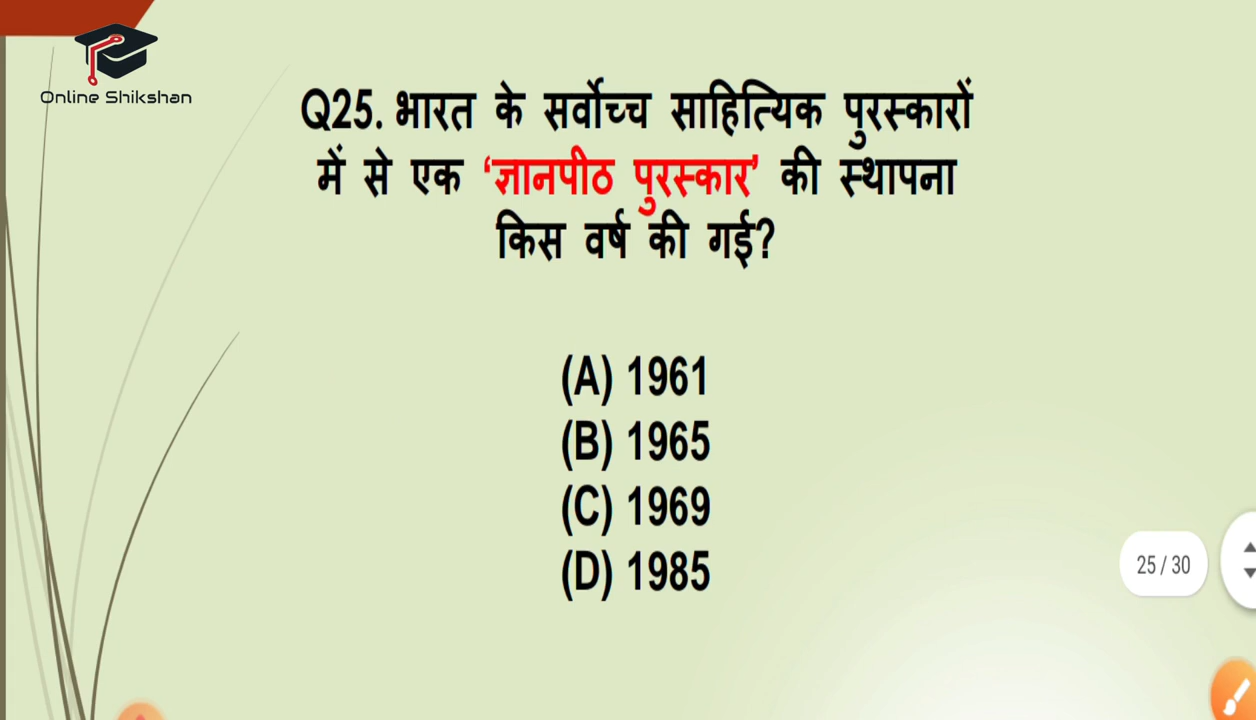 Online Shikshan
Q25. भारत के सर्वोच्च साहित्यिक पुरस्कारों
में से एक ‘ज्ञानपीठ पुरस्कार’ की स्थापना
किस वर्ष की गई?
(A) 1961
(B) 1965
(C) 1969
(D) 1985
25 / 30